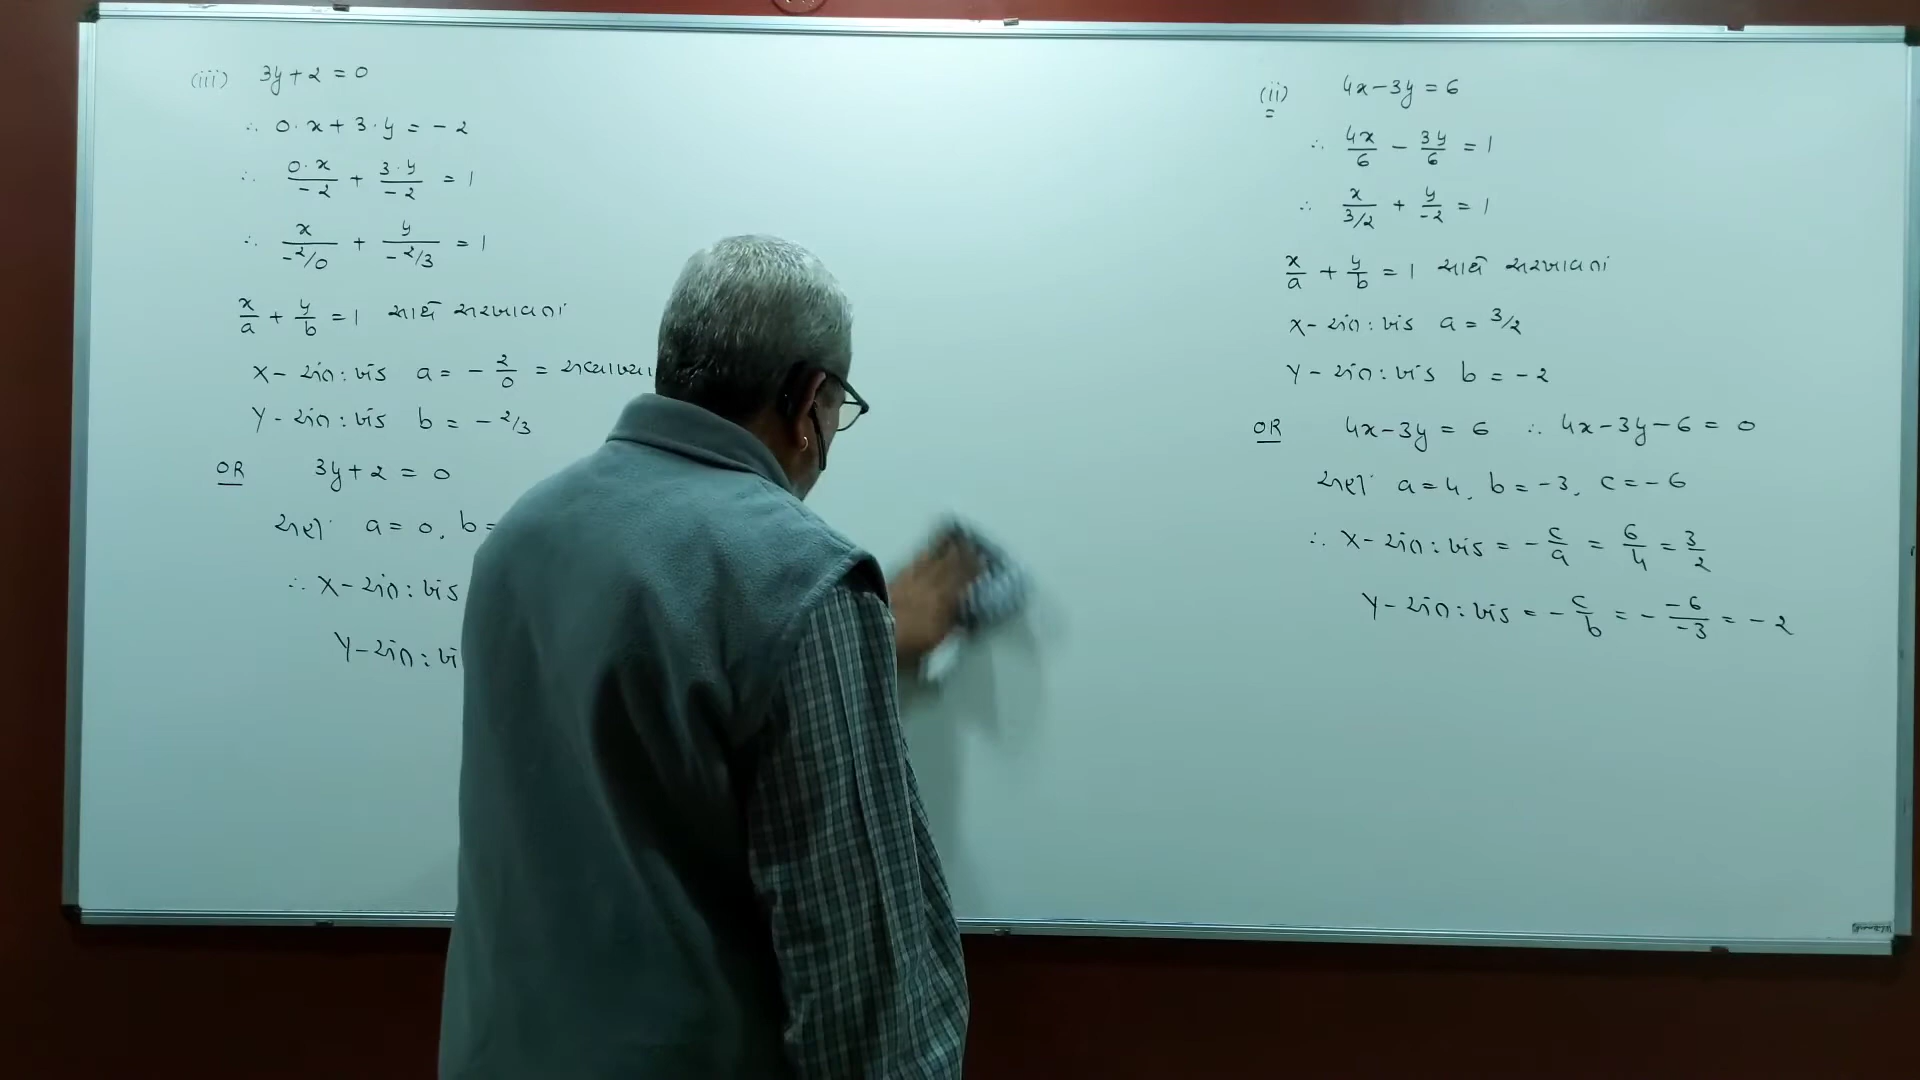 (iii) 3y + 2 = 0
∴ 0·x + 3·y = -2
∴ 0·x/-2 + 3·y/-2 = 1
∴ x/-2/0 + y/-2/3 = 1
x/a + y/b = 1 સાથે સરખાવતાં
X- અંત:ખંડ a = - 2/0 =
Y- અંત:ખંડ b = - 2/3
OR 3y + 2 = 0
અહીં a = 0, b =
∴ X- અંત:ખંડ
Y- અંત:ખં
(ii) 4x - 3y = 6
∴ 4x/6 - 3y/6 = 1
∴ x/3/2 + y/-2 = 1
x/a + y/b = 1 સાથે સરખાવતાં
X- અંત:ખંડ a = 3/2
Y- અંત:ખંડ b = -2
OR 4x - 3y = 6 ∴ 4x - 3y - 6 = 0
અહીં a = 4, b = -3, c = -6
∴ X- અંત:ખંડ = - c/a = 6/4 = 3/2
Y- અંત:ખંડ = - c/b = - -6/-3 = -2